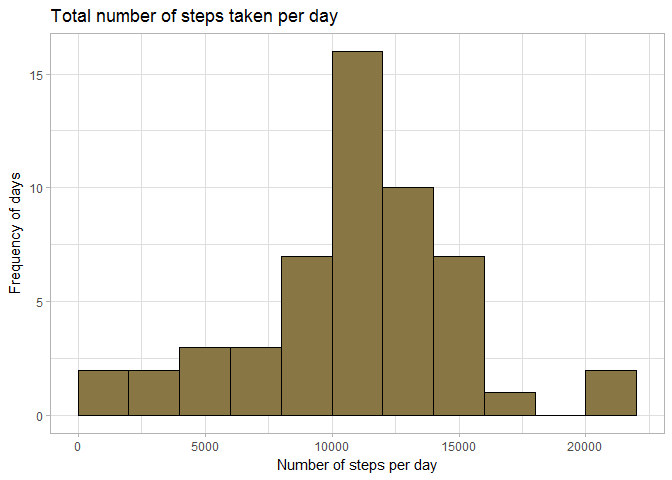 Total number of steps taken per day
15
10
5
0
Frequency of days
0 5000 10000 15000 20000
Number of steps per day